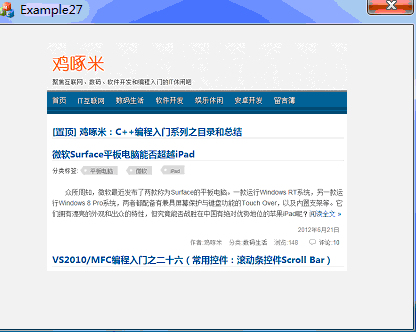 Example27
鸡啄米
聚焦互联网、数码、软件开发和编程入门的IT休闲吧
首页 IT互联网 数码生活 软件开发 娱乐休闲 安卓开发 留言簿
[置顶] 鸡啄米：C++编程入门系列之目录和总结
微软Surface平板电脑能否超越iPad
分类标签: 平板电脑 微软 iPad
众所周知，微软最近发布了两款称为Surface的平板电脑，一款运行Windows RT系统，另一款运
行Windows 8 Pro系统，两者都配备有兼具屏幕保护与键盘功能的Touch Over，以及内置支架等。它
们拥有漂亮的外观和出众的特性，但究竟能否战胜在中国有绝对优势地位的苹果iPad呢？阅读全文 »
2012年6月21日
作者:鸡啄米 分类:数码生活 浏览:148 评论:10
VS2010/MFC编程入门之二十六（常用控件：滚动条控件Scroll Bar）